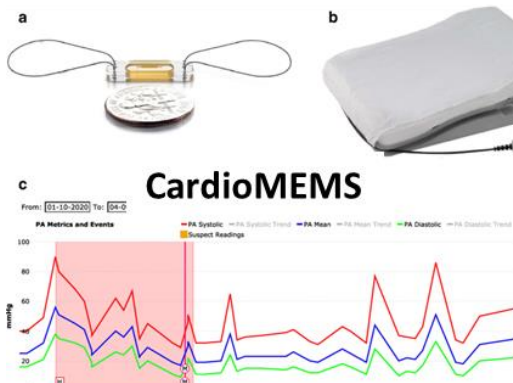 a
b
CardioMEMS
c
From: 01-10-2020 To: 04-0
PA Metrics and Events
PA Systolic PA Systolic Trend PA Mean PA Mean Trend PA Diastolic PA Diastolic Trend
Suspect Readings
100
80
60
40
20
mmHg
M